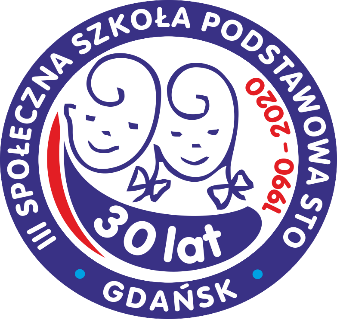 III SPOŁECZNA SZKOŁA PODSTAWOWA STO
1990 - 2020
30 lat
• GDAŃSK •